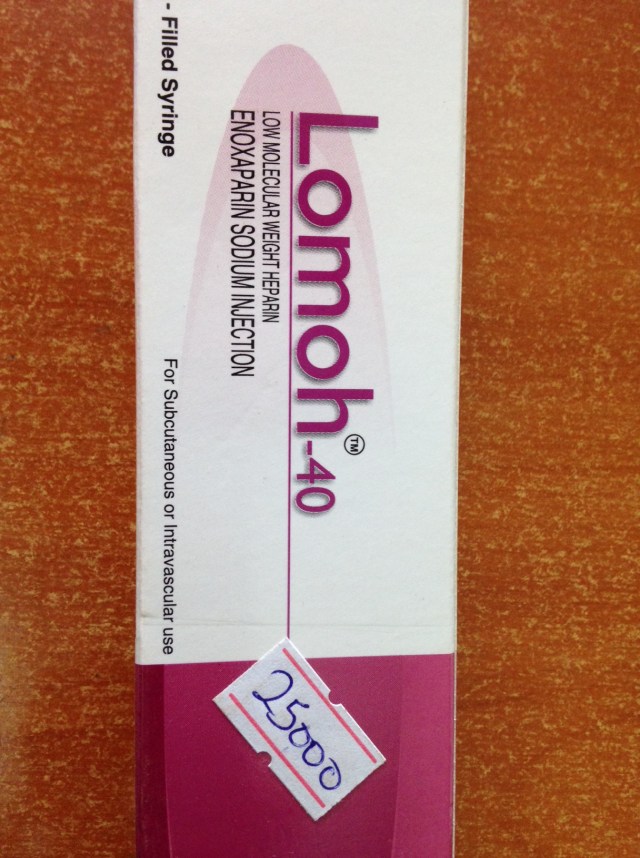 Lomoh™-40
LOW MOLECULAR WEIGHT HEPARIN
ENOXAPARIN SODIUM INJECTION
- Filled Syringe
For Subcutaneous or Intravascular use
25000